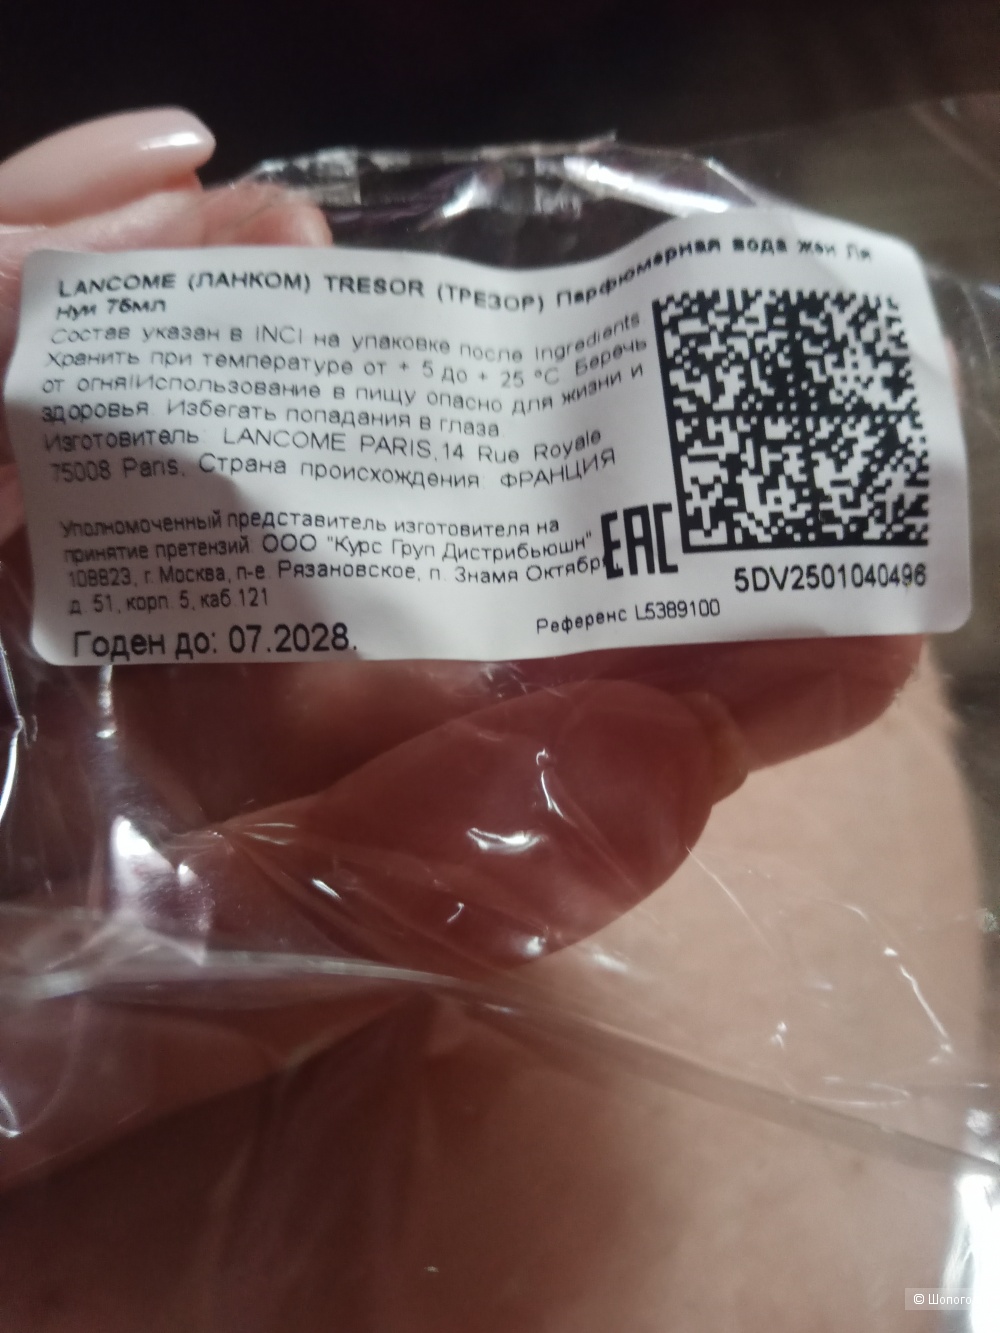 LANCOME (ЛАНКОМ) TRESOR (ТРЕЗОР) Парфюмерная вода жен Ля
нуи 75мл
Состав указан в INCI на упаковке после Ingredients
Хранить при температуре от + 5 до + 25 °C. Беречь
от огня!Использование в пищу опасно для жизни и
здоровья. Избегать попадания в глаза.
Изготовитель: LANCOME PARIS,14 Rue Royale
75008 Paris. Страна происхождения: ФРАНЦИЯ
Уполномоченный представитель изготовителя на
принятие претензий: ООО "Курс Груп Дистрибьюшн"
108823, г. Москва, п-е. Рязановское, п. Знамя Октябр
д. 51, корп. 5, каб.121
EAC
5DV2501040496
Референс L5389100
Годен до: 07.2028.
© Шопого